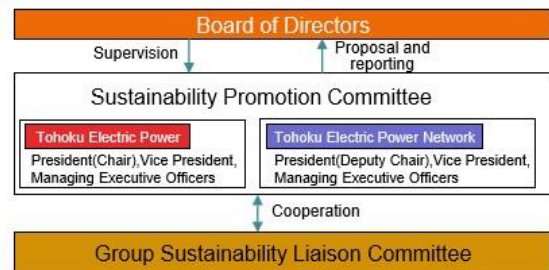 Board of Directors
Supervision
Proposal and
reporting
Sustainability Promotion Committee
Tohoku Electric Power
President(Chair),Vice President,
Managing Executive Officers
Tohoku Electric Power Network
President(Deputy Chair),Vice President,
Managing Executive Officers
Cooperation
Group Sustainability Liaison Committee